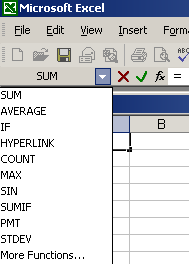 Microsoft Excel
File Edit View Insert Form
SUM fx =
B
SUM
AVERAGE
IF
HYPERLINK
COUNT
MAX
SIN
SUMIF
PMT
STDEV
More Functions...